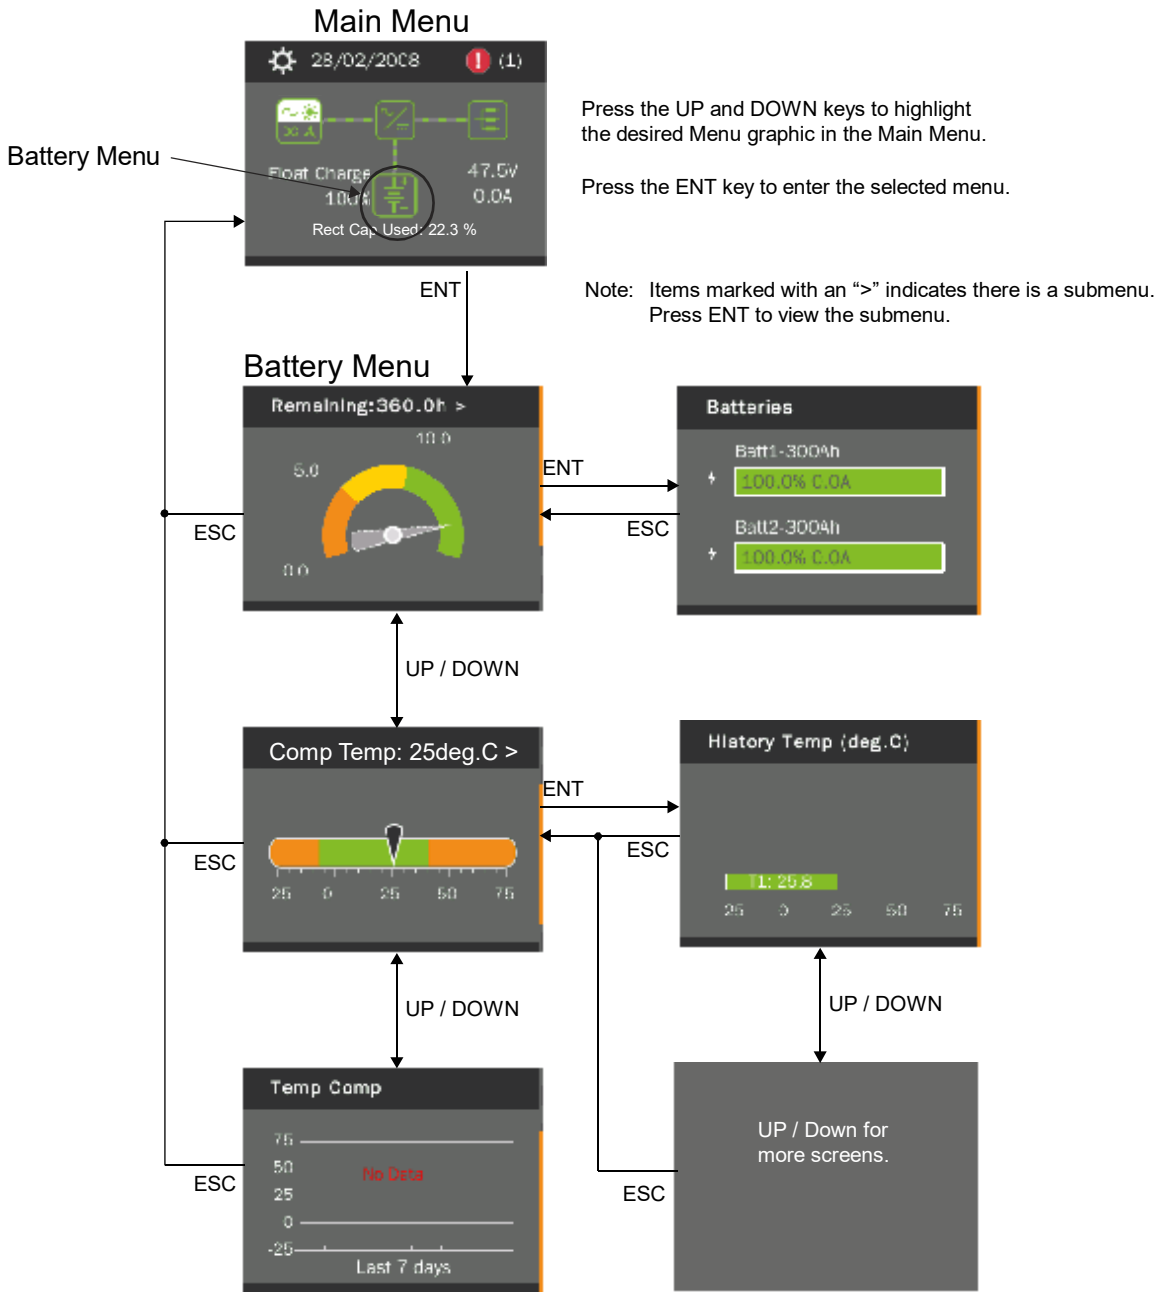 Main Menu
28/02/2008 (1)
Press the UP and DOWN keys to highlight
the desired Menu graphic in the Main Menu.
Press the ENT key to enter the selected menu.
Battery Menu
Float Charge 47.5V
100% 0.0A
Rect Cap Used: 22.3 %
ENT
Note: Items marked with an “>” indicates there is a submenu.
Press ENT to view the submenu.
Battery Menu
Remaining:360.0h >
10.0
5.0
0.0
ENT
ESC
ESC
Batteries
Batt1-300Ah
100.0% 0.0A
Batt2-300Ah
100.0% 0.0A
UP / DOWN
Comp Temp: 25deg.C >
25 0 25 50 75
ENT
ESC
ESC
History Temp (deg.C)
T1: 25.8
25 0 25 50 75
UP / DOWN
UP / DOWN
Temp Comp
75
50
No Data
25
0
-25
Last 7 days
ESC
UP / Down for
more screens.
ESC